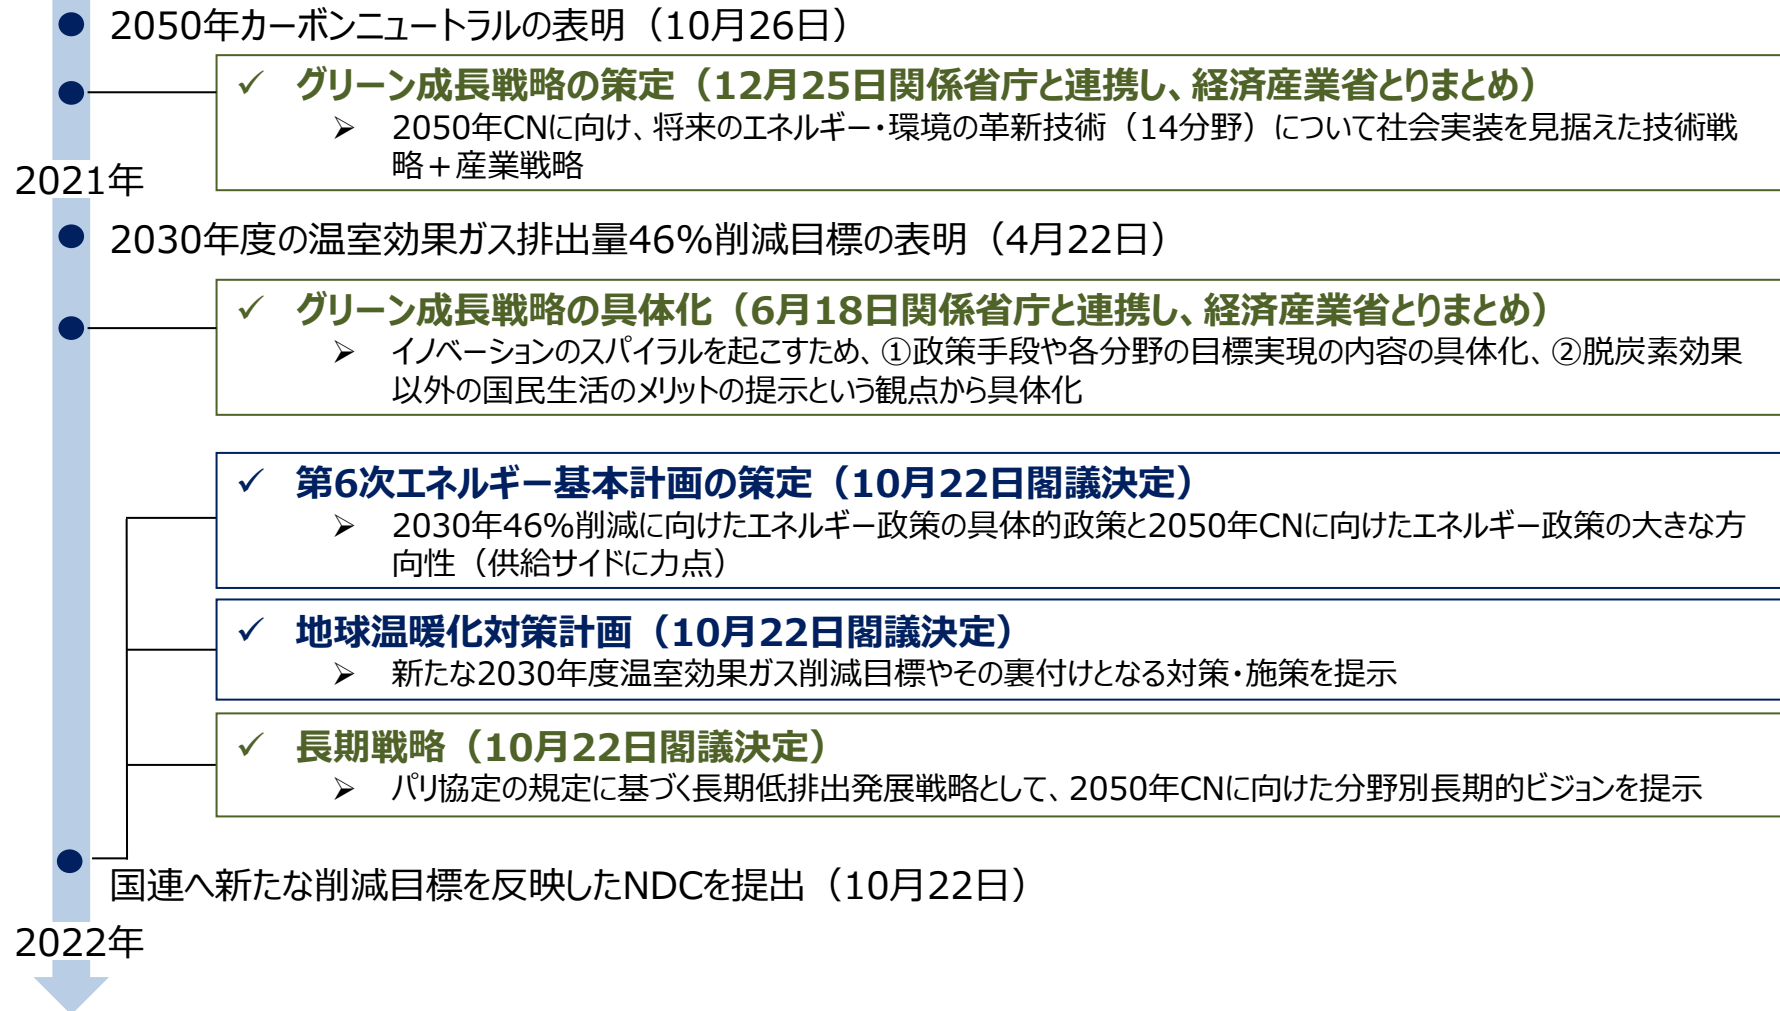 2050年カーボンニュートラルの表明（10月26日）
✓ グリーン成長戦略の策定（12月25日関係省庁と連携し、経済産業省とりまとめ）
➢ 2050年CNに向け、将来のエネルギー・環境の革新技術（14分野）について社会実装を見据えた技術戦
略＋産業戦略
2021年
2030年度の温室効果ガス排出量46%削減目標の表明（4月22日）
✓ グリーン成長戦略の具体化（6月18日関係省庁と連携し、経済産業省とりまとめ）
➢ イノベーションのスパイラルを起こすため、①政策手段や各分野の目標実現の内容の具体化、②脱炭素効果
以外の国民生活のメリットの提示という観点から具体化
✓ 第6次エネルギー基本計画の策定（10月22日閣議決定）
➢ 2030年46%削減に向けたエネルギー政策の具体的政策と2050年CNに向けたエネルギー政策の大きな方
向性（供給サイドに力点）
✓ 地球温暖化対策計画（10月22日閣議決定）
➢ 新たな2030年度温室効果ガス削減目標やその裏付けとなる対策・施策を提示
✓ 長期戦略（10月22日閣議決定）
➢ パリ協定の規定に基づく長期低排出発展戦略として、2050年CNに向けた分野別長期的ビジョンを提示
国連へ新たな削減目標を反映したNDCを提出（10月22日）
2022年